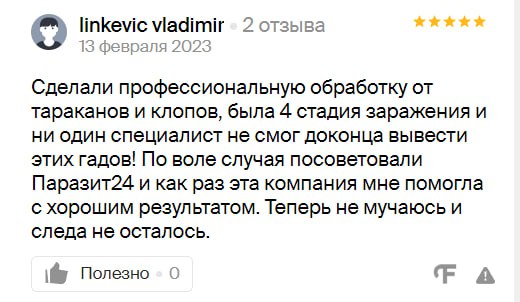 linkevic vladimir • 2 отзыва
13 февраля 2023
Сделали профессиональную обработку от
тараканов и клопов, была 4 стадия заражения и
ни один специалист не смог доконца вывести
этих гадов! По воле случая посоветовали
Паразит24 и как раз эта компания мне помогла
с хорошим результатом. Теперь не мучаюсь и
следа не осталось.
Полезно • 0